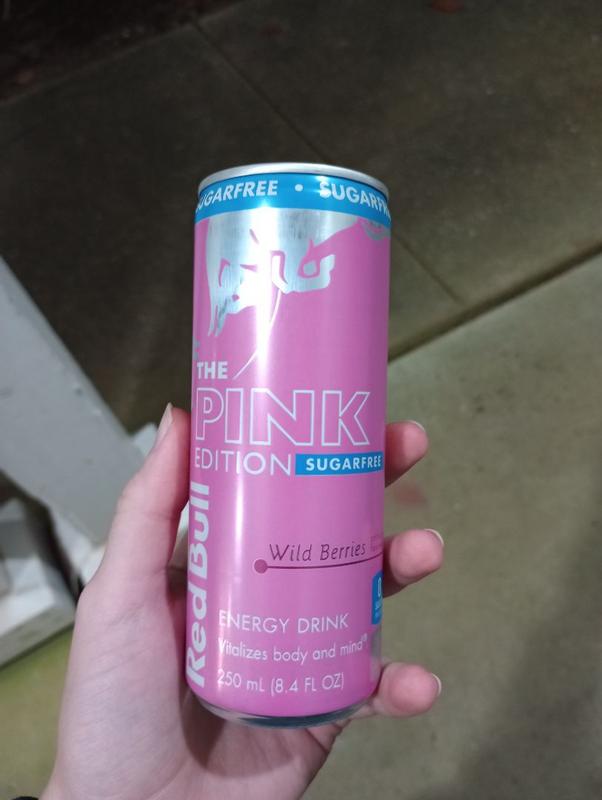 SUGARFREE • SUGARFR
THE
PINK
EDITION SUGARFREE
Red Bull
Wild Berries
ENERGY DRINK
Vitalizes body and mind®
250 mL (8.4 FL OZ)